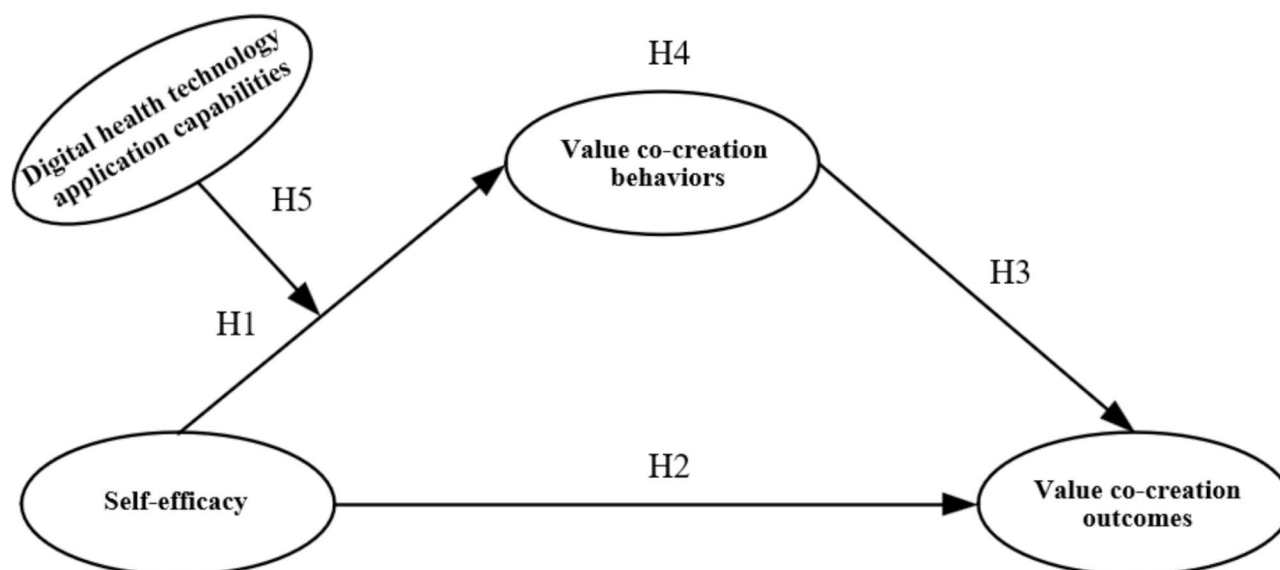 Digital health technology
application capabilities
H4
Value co-creation
behaviors
H5
H3
H1
H2
Self-efficacy
Value co-creation
outcomes